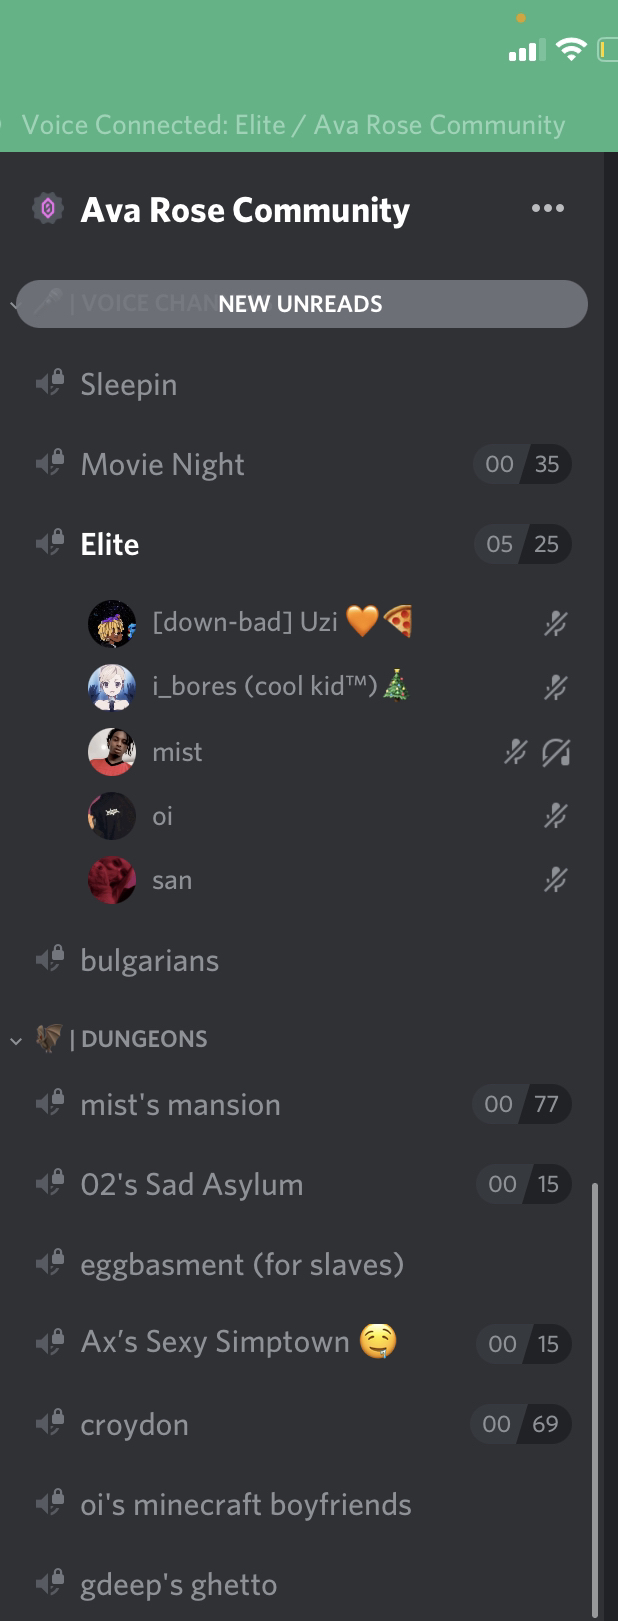 Voice Connected: Elite / Ava Rose Community
Ava Rose Community
| VOICE CHAN
NEW UNREADS
Sleepin
Movie Night 00 35
Elite 05 25
[down-bad] Uzi 🧡🍕
i_bores (cool kid™)🎄
mist
oi
san
bulgarians
🦇 | DUNGEONS
mist's mansion 00 77
02's Sad Asylum 00 15
eggbasment (for slaves)
Ax’s Sexy Simptown 🤤 00 15
croydon 00 69
oi's minecraft boyfriends
gdeep's ghetto